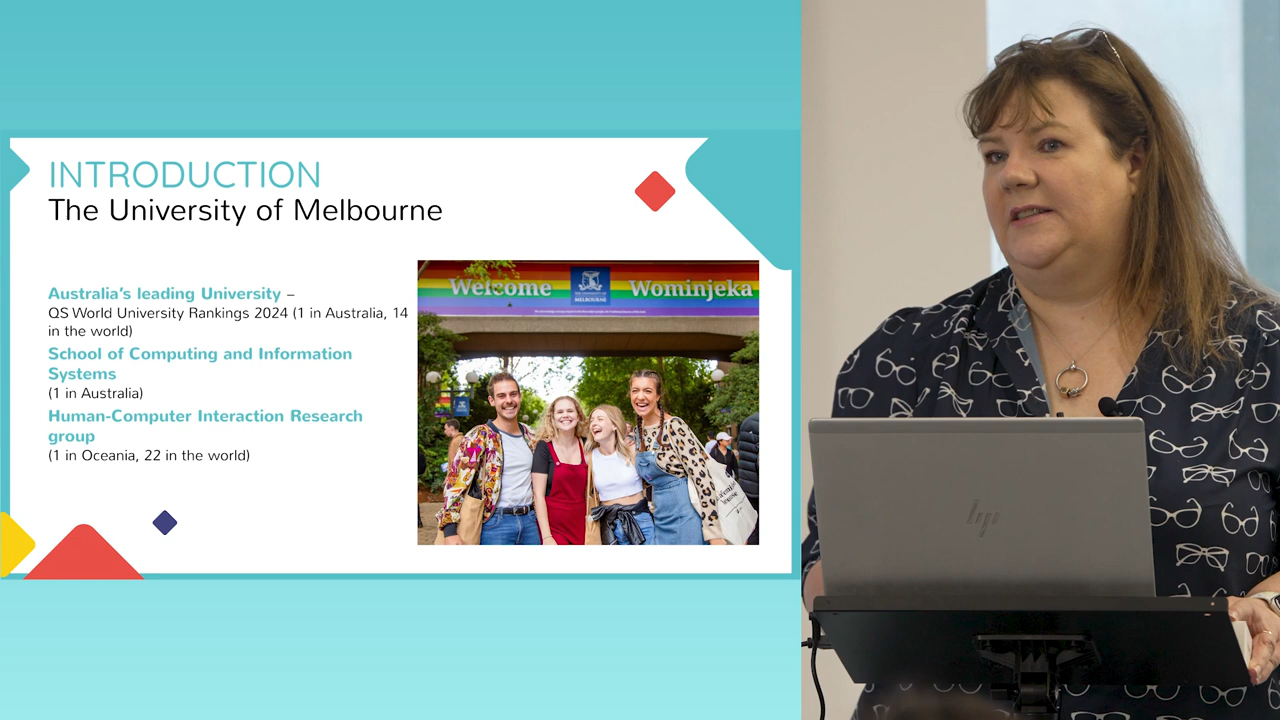 INTRODUCTION
The University of Melbourne
Australia's leading University –
QS World University Rankings 2024 (1 in Australia, 14
in the world)
School of Computing and Information
Systems
(1 in Australia)
Human-Computer Interaction Research
group
(1 in Oceania, 22 in the world)
Welcome
Wominjeka
MELBOURNE
hp